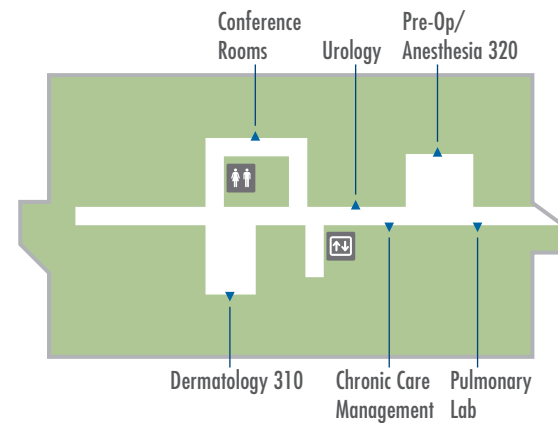 Conference
Rooms
Urology
Pre-Op/
Anesthesia 320
Dermatology 310
Chronic Care
Management
Pulmonary
Lab